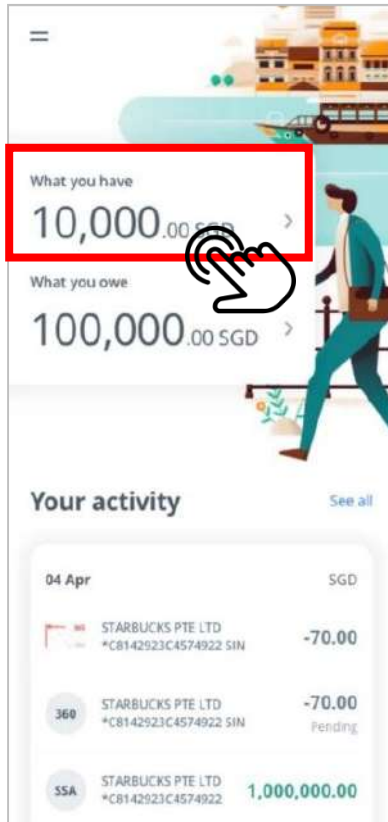 What you have
10,000.00 SGD
What you owe
100,000.00 SGD
Your activity
See all
04 Apr
SGD
STARBUCKS PTE LTD
*C8142923C4574922 SIN
-70.00
360
STARBUCKS PTE LTD
*C8142923C4574922 SIN
-70.00
Pending
SSA
STARBUCKS PTE LTD
*C8142923C4574922
1,000,000.00